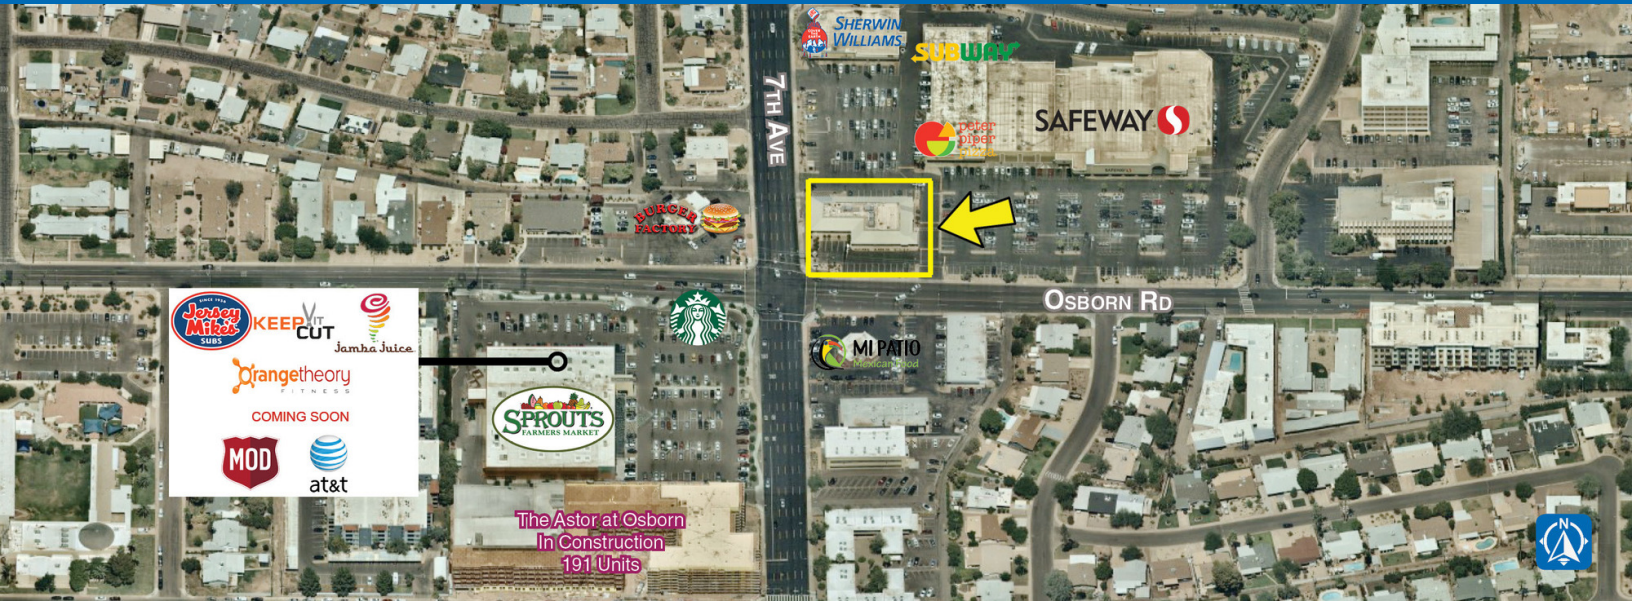 SHERWIN
WILLIAMS
SUBWAY
7TH AVE
SAFEWAY
peter
piper
pizza
BURGER
FACTORY
OSBORN RD
SINCE 1956
Jersey
Mike's
SUBS
KEEP IT
CUT
Jamba Juice
Orangetheory
FITNESS
COMING SOON
MOD
at&t
MI PATIO
Mexican Food
SPROUTS
FARMERS MARKET
The Astor at Osborn
In Construction
191 Units
N